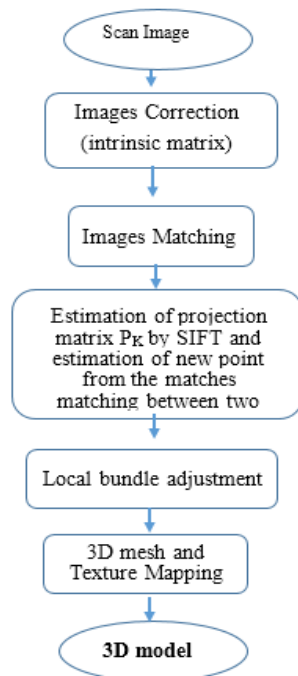 Scan Image
Images Correction
(intrinsic matrix)
Images Matching
Estimation of projection
matrix PK by SIFT and
estimation of new point
from the matches
matching between two
Local bundle adjustment
3D mesh and
Texture Mapping
3D model